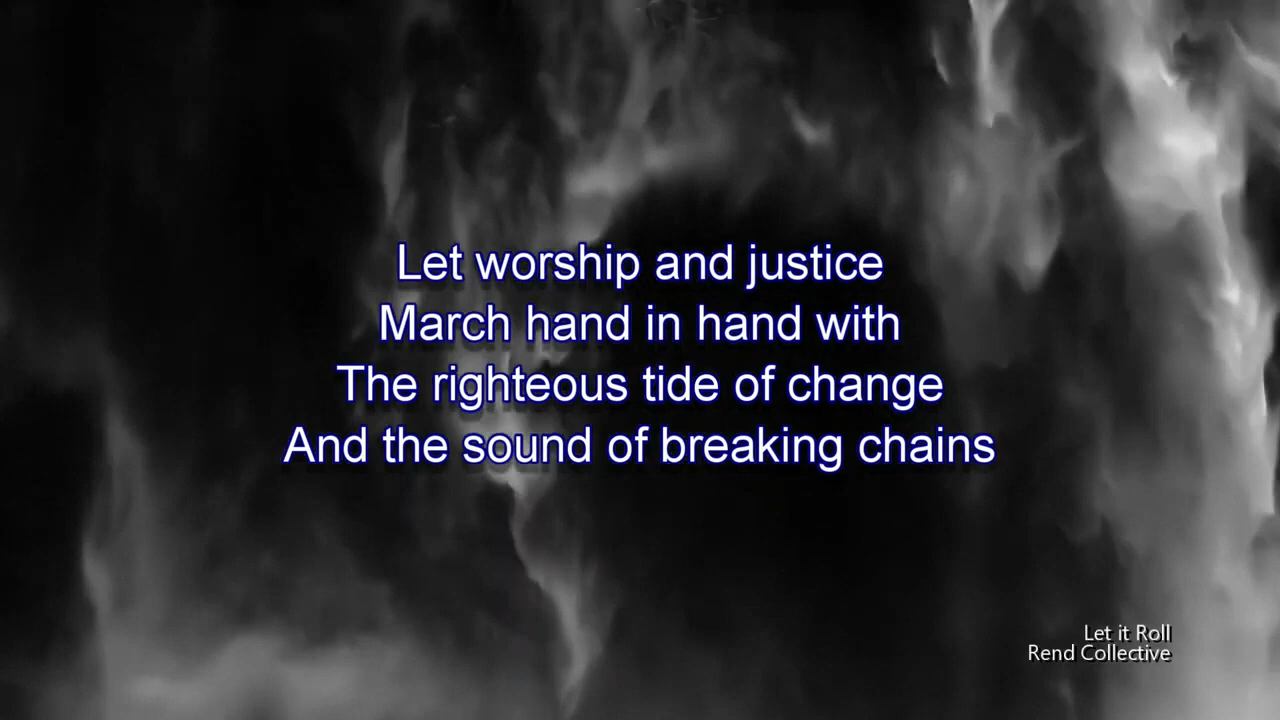 Let worship and justice
March hand in hand with
The righteous tide of change
And the sound of breaking chains
Let it Roll
Rend Collective